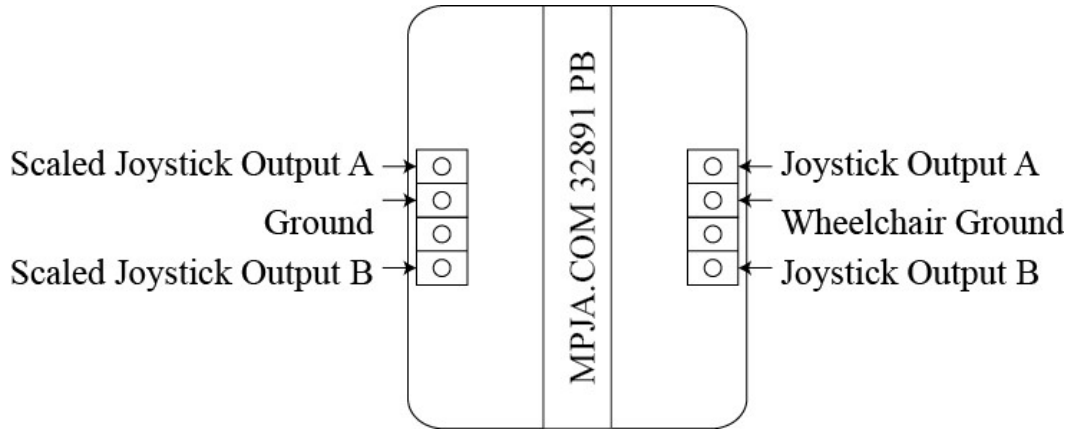 Scaled Joystick Output A
Ground
Scaled Joystick Output B
MPJA.COM 32891 PB
Joystick Output A
Wheelchair Ground
Joystick Output B